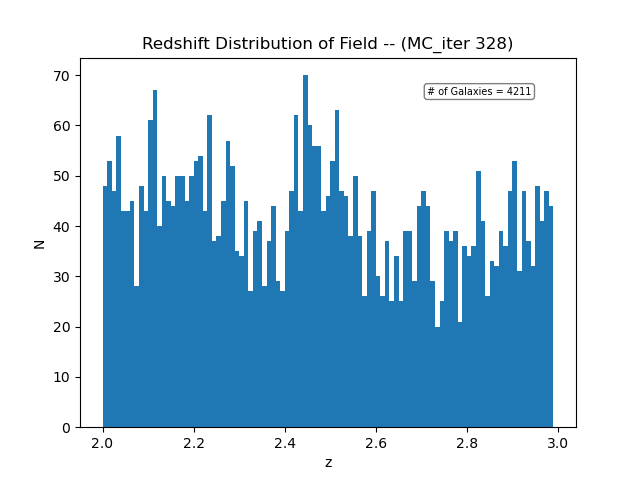 Redshift Distribution of Field -- (MC_iter 328)
# of Galaxies = 4211
70
60
50
40
30
20
10
0
N
2.0 2.2 2.4 2.6 2.8 3.0
z